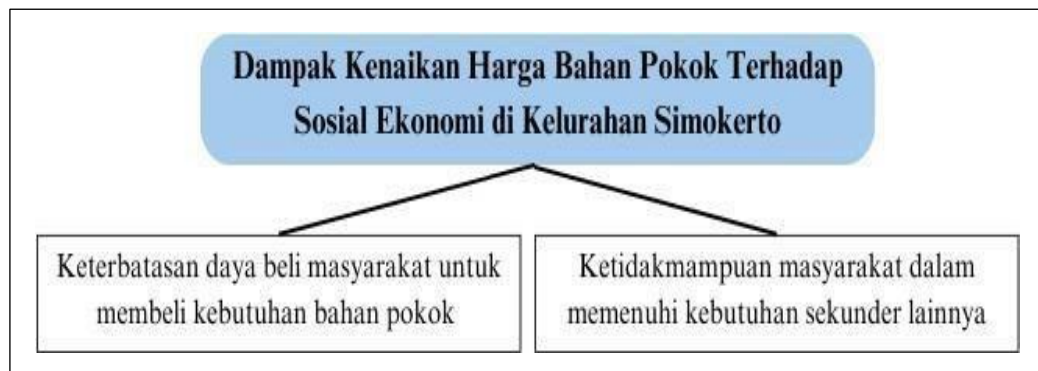 Dampak Kenaikan Harga Bahan Pokok Terhadap
Sosial Ekonomi di Kelurahan Simokerto
Keterbatasan daya beli masyarakat untuk
membeli kebutuhan bahan pokok
Ketidakmampuan masyarakat dalam
memenuhi kebutuhan sekunder lainnya